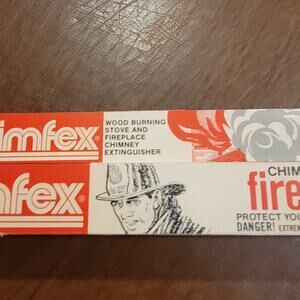 imfex®
WOOD BURNING
STOVE AND
FIREPLACE
CHIMNEY
EXTINGUISHER
mfex®
CHIM
fire
PROTECT YOU
DANGER! EXTREM